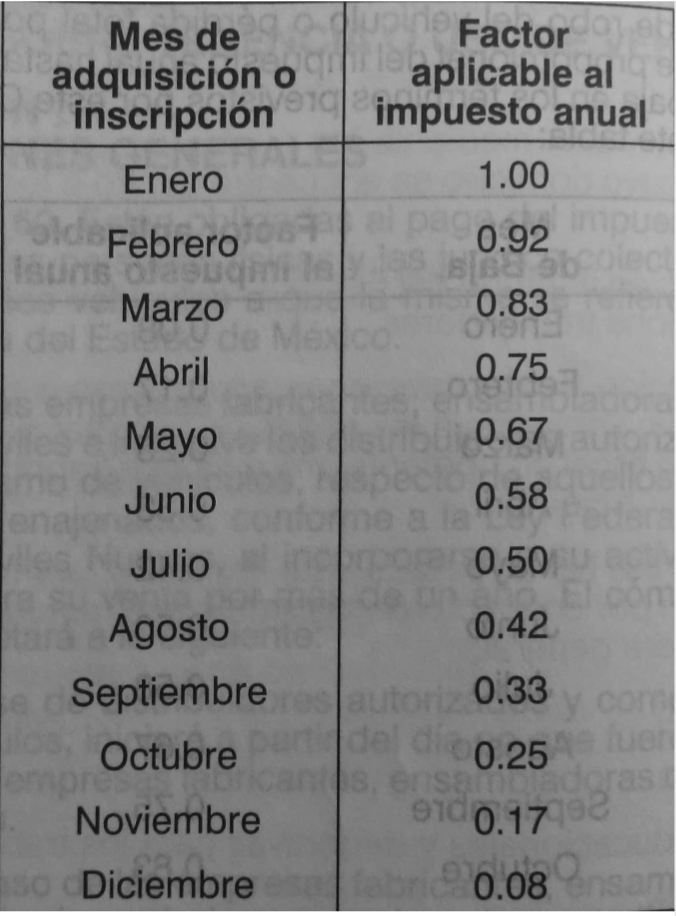 Mes de adquisición o inscripción | Factor aplicable al impuesto anual
Enero 1.00
Febrero 0.92
Marzo 0.83
Abril 0.75
Mayo 0.67
Junio 0.58
Julio 0.50
Agosto 0.42
Septiembre 0.33
Octubre 0.25
Noviembre 0.17
Diciembre 0.08